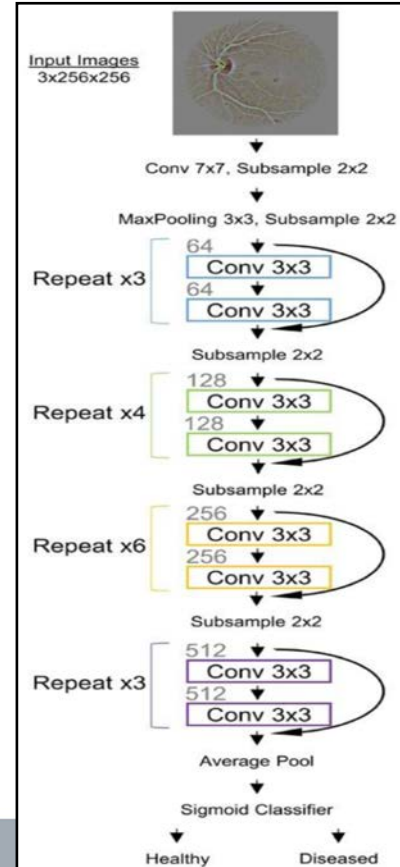 Input Images
3x256x256
Conv 7x7, Subsample 2x2
MaxPooling 3x3, Subsample 2x2
Repeat x3
64
Conv 3x3
64
Conv 3x3
Subsample 2x2
Repeat x4
128
Conv 3x3
128
Conv 3x3
Subsample 2x2
Repeat x6
256
Conv 3x3
256
Conv 3x3
Subsample 2x2
Repeat x3
512
Conv 3x3
512
Conv 3x3
Average Pool
Sigmoid Classifier
Healthy Diseased